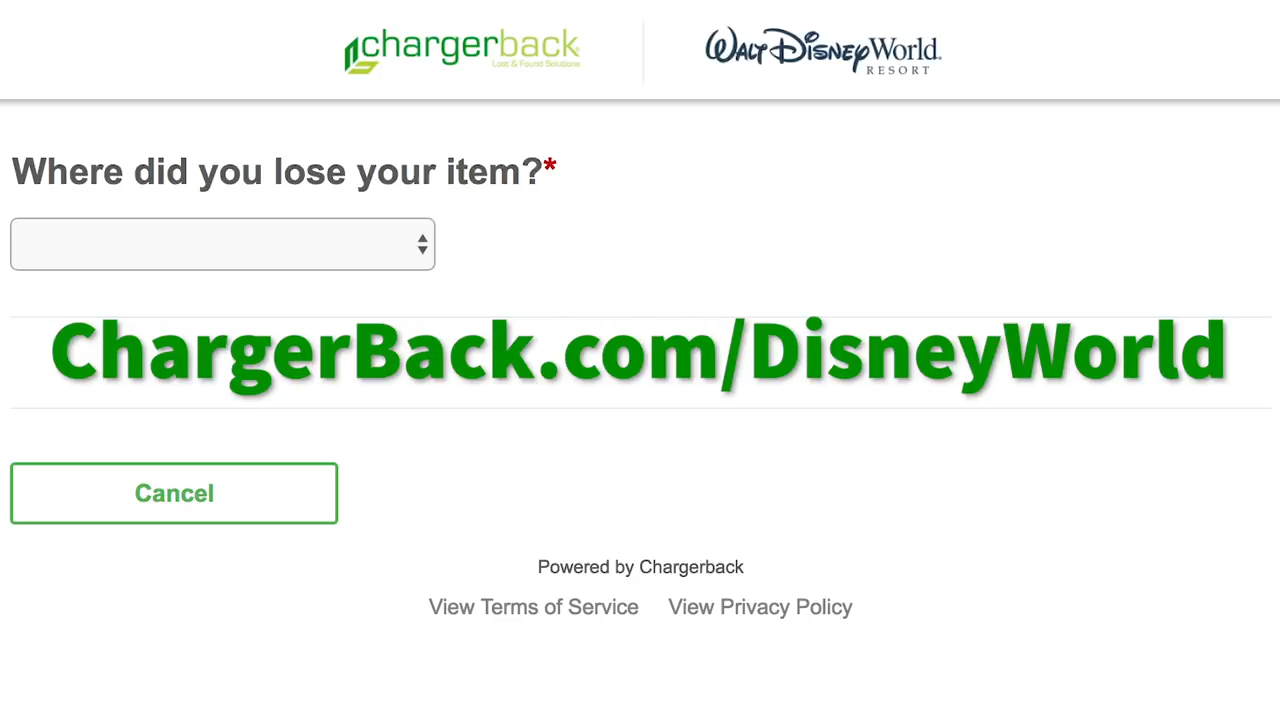 chargerback
Lost & Found Solutions
WALT DISNEY World.
RESORT
Where did you lose your item?*
ChargerBack.com/DisneyWorld
Cancel
Powered by Chargerback
View Terms of Service View Privacy Policy